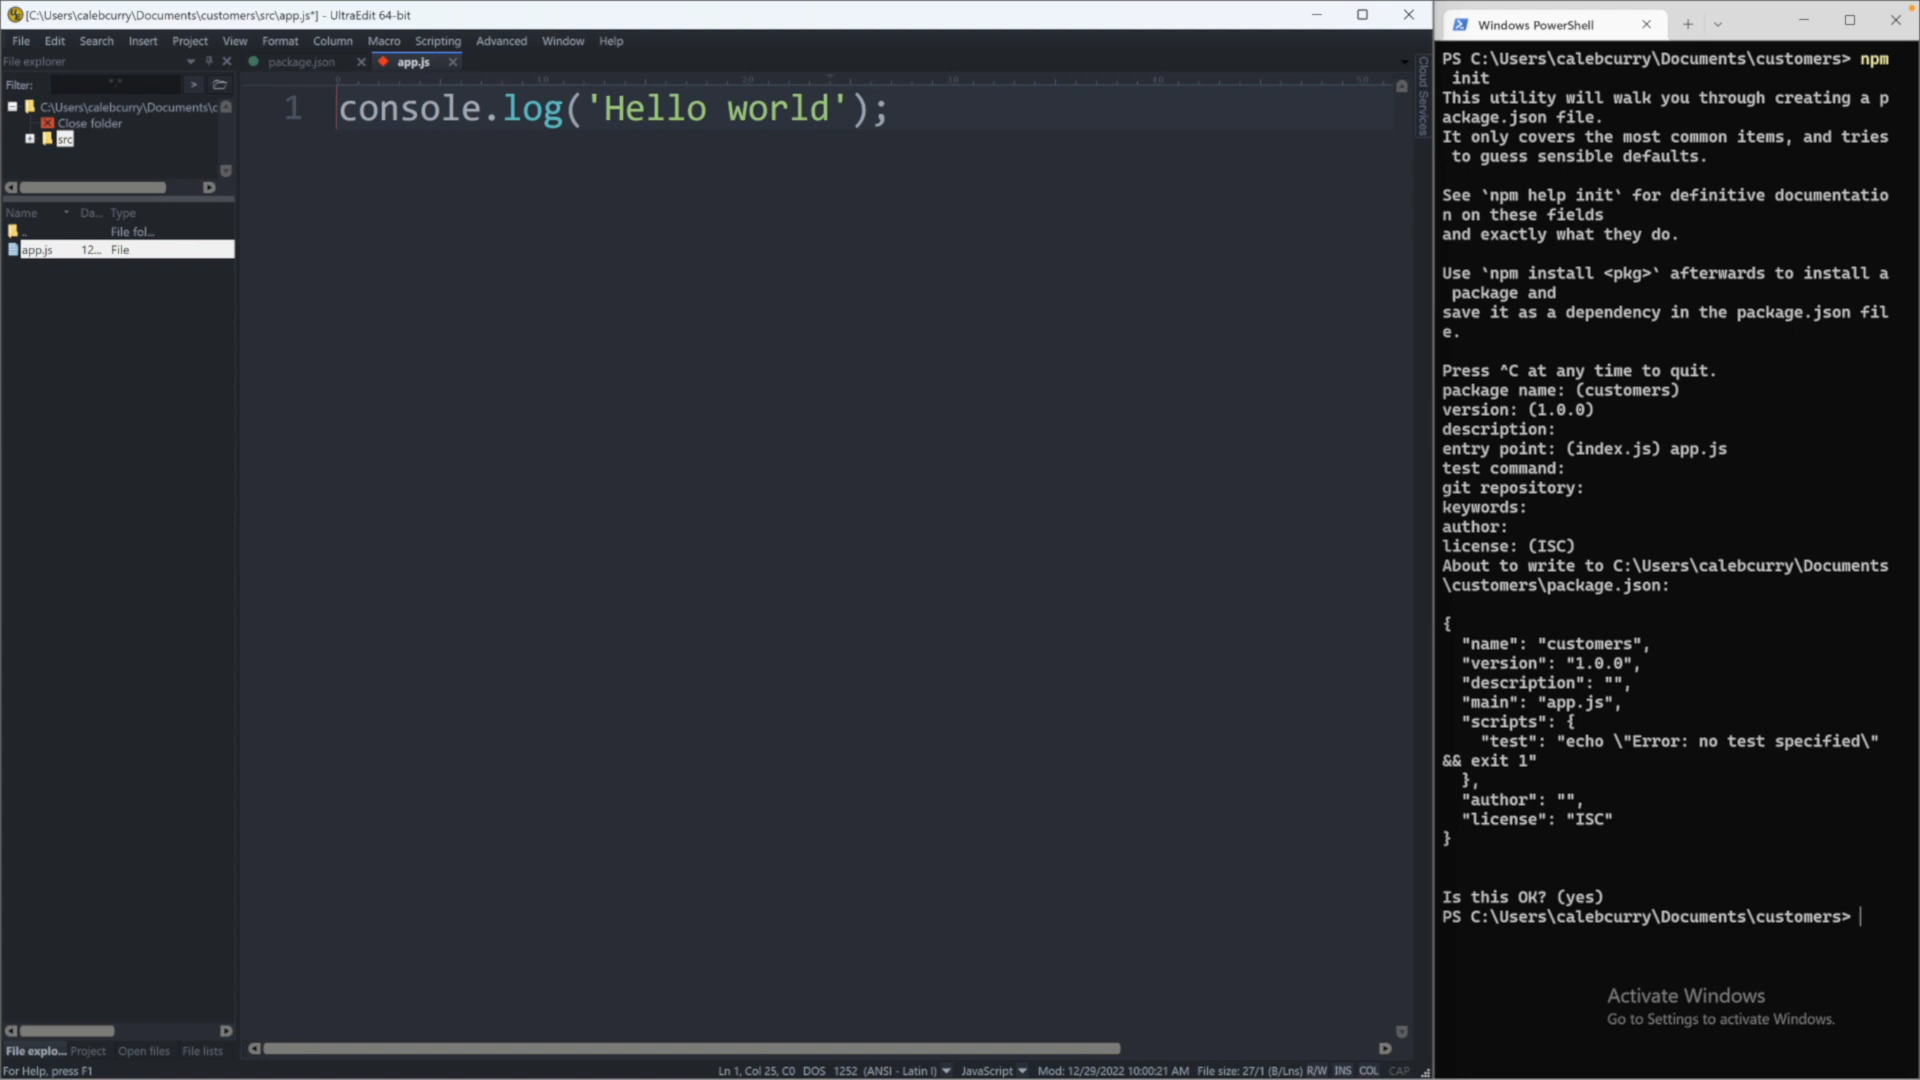 [C:\Users\calebcurry\Documents\customers\src\app.js*] - UltraEdit 64-bit
File Edit Search Insert Project View Format Column Macro Scripting Advanced Window Help
File explorer
package.json
app.js
Filter:
*.*
>
C:\Users\calebcurry\Documents\c
Close folder
src
Name Da... Type
.. File fol...
app.js 12... File
0 10 20 30 40 50
1 console.log('Hello world');
Cloud Services
File explo... Project Open files File lists
For Help, press F1
Ln 1, Col 25, C0 DOS 1252 (ANSI - Latin I) JavaScript Mod: 12/29/2022 10:00:21 AM File size: 27/1 (B/Lns) R/W INS COL CAP
Windows PowerShell
PS C:\Users\calebcurry\Documents\customers> npm
init
This utility will walk you through creating a p
ackage.json file.
It only covers the most common items, and tries
to guess sensible defaults.
See `npm help init` for definitive documentatio
n on these fields
and exactly what they do.
Use `npm install <pkg>` afterwards to install a
package and
save it as a dependency in the package.json fil
e.
Press ^C at any time to quit.
package name: (customers)
version: (1.0.0)
description:
entry point: (index.js) app.js
test command:
git repository:
keywords:
author:
license: (ISC)
About to write to C:\Users\calebcurry\Documents
\customers\package.json:
{
"name": "customers",
"version": "1.0.0",
"description": "",
"main": "app.js",
"scripts": {
"test": "echo \"Error: no test specified\"
&& exit 1"
},
"author": "",
"license": "ISC"
}
Is this OK? (yes)
PS C:\Users\calebcurry\Documents\customers>
Activate Windows
Go to Settings to activate Windows.